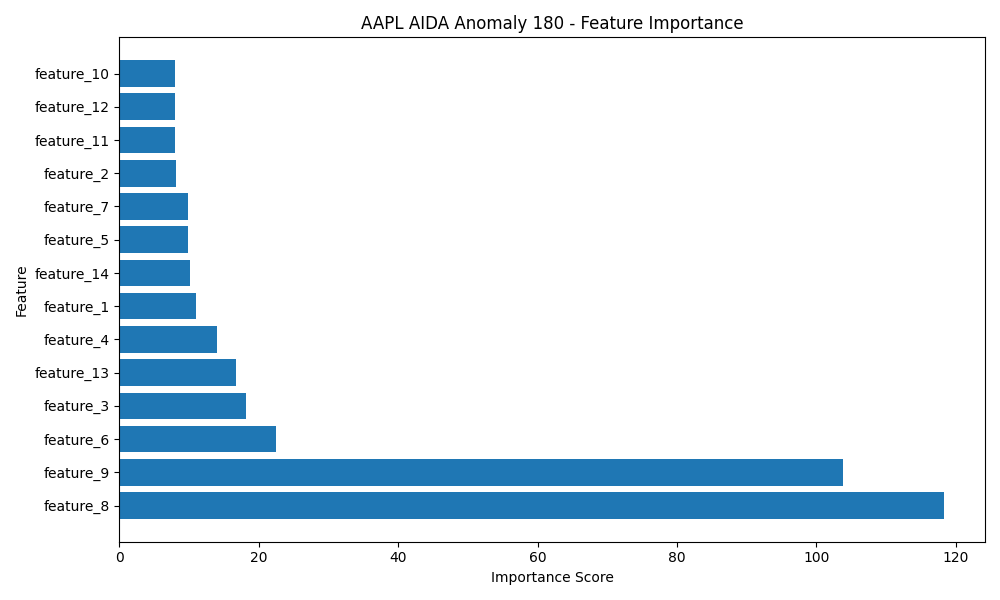 AAPL AIDA Anomaly 180 - Feature Importance
Feature
feature_10
feature_12
feature_11
feature_2
feature_7
feature_5
feature_14
feature_1
feature_4
feature_13
feature_3
feature_6
feature_9
feature_8
0 20 40 60 80 100 120
Importance Score